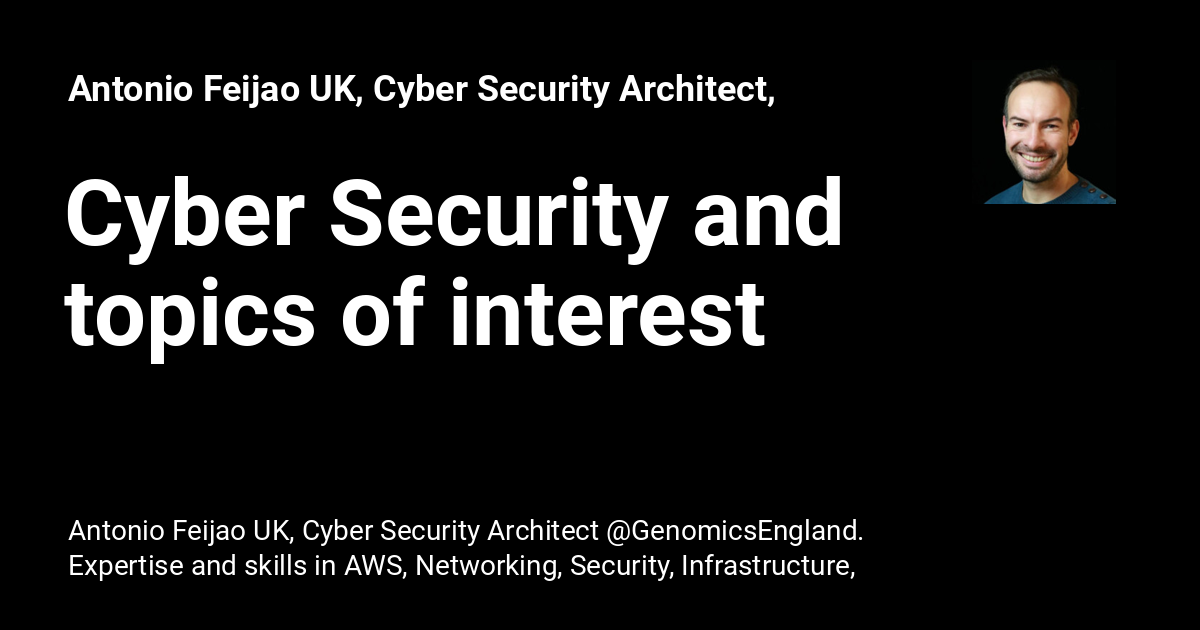 Antonio Feijao UK, Cyber Security Architect,
Cyber Security and
topics of interest
Antonio Feijao UK, Cyber Security Architect @GenomicsEngland.
Expertise and skills in AWS, Networking, Security, Infrastructure,